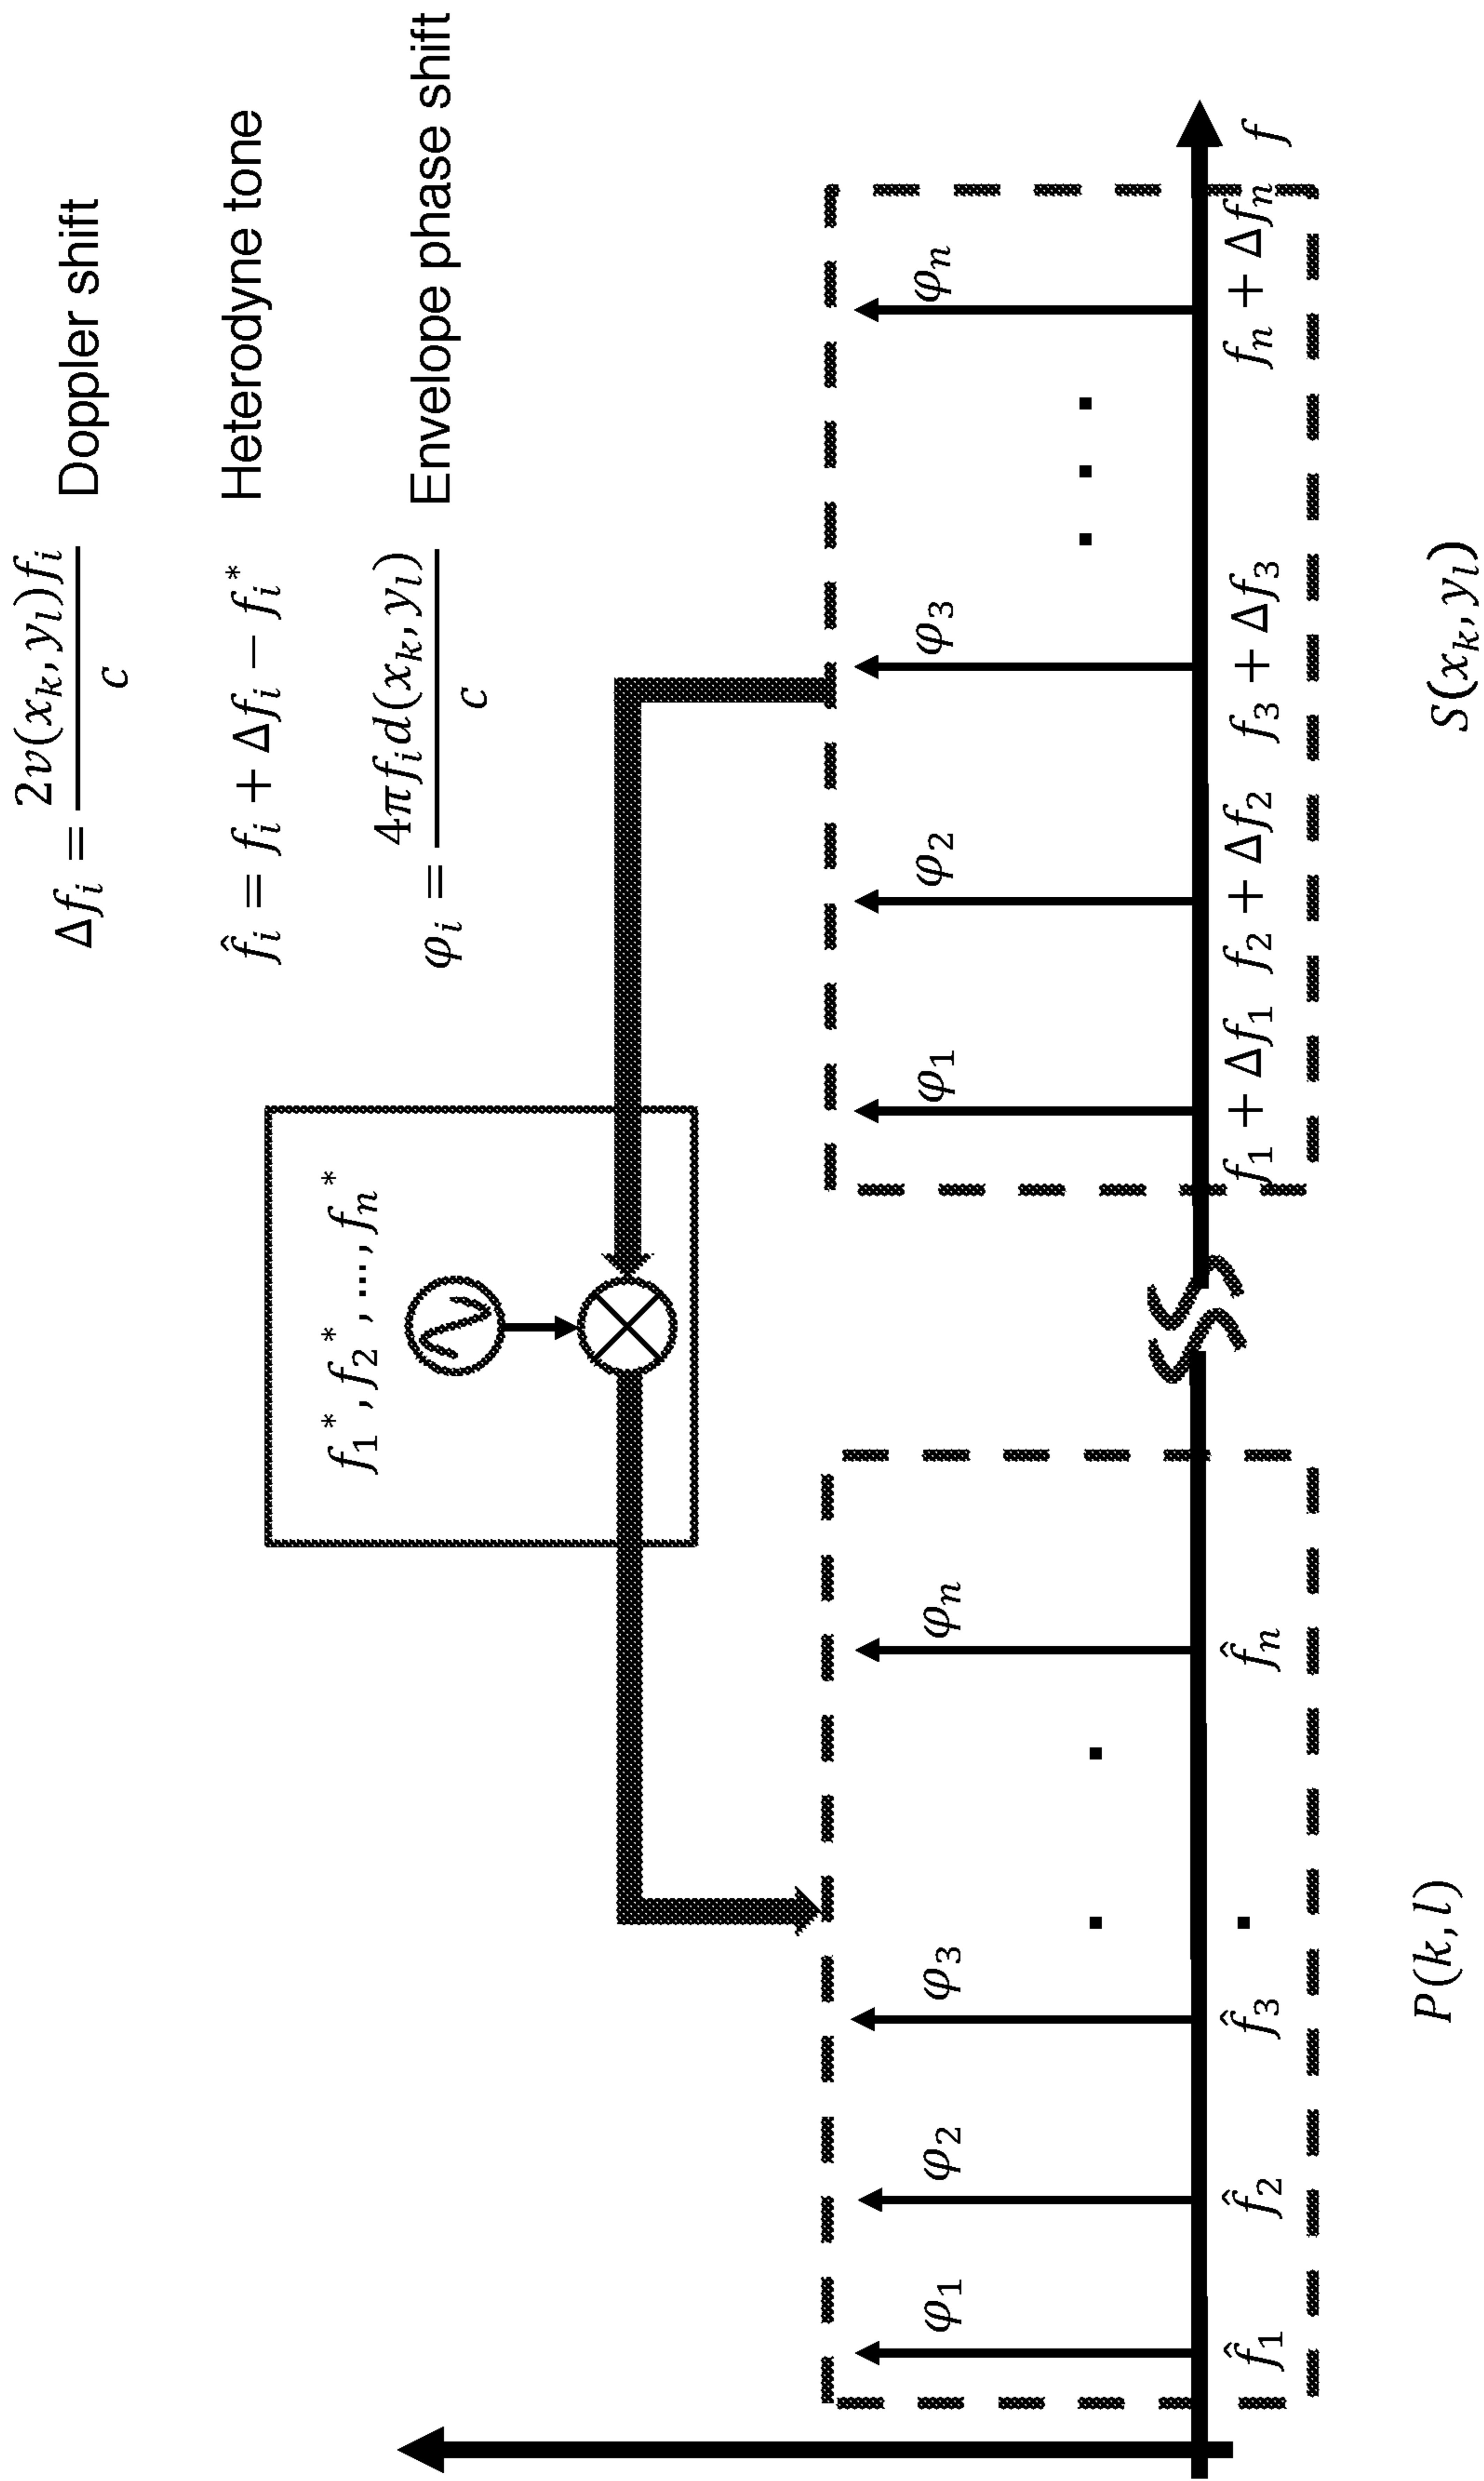 Δf_i = 2v(x_k, y_l)f_i / c Doppler shift
f̂_i = f_i + Δf_i − f_i* Heterodyne tone
φ_i = 4πf_i d(x_k, y_l) / c Envelope phase shift
f_1*, f_2*, ..., f_n*
φ_1 φ_2 φ_3 . . φ_n
φ_1 φ_2 φ_3 . . . φ_n
f̂_1 f̂_2 f̂_3 . f̂_n
f_1 + Δf_1 f_2 + Δf_2 f_3 + Δf_3 f_n + Δf_n f
P(k, l)
S(x_k, y_l)